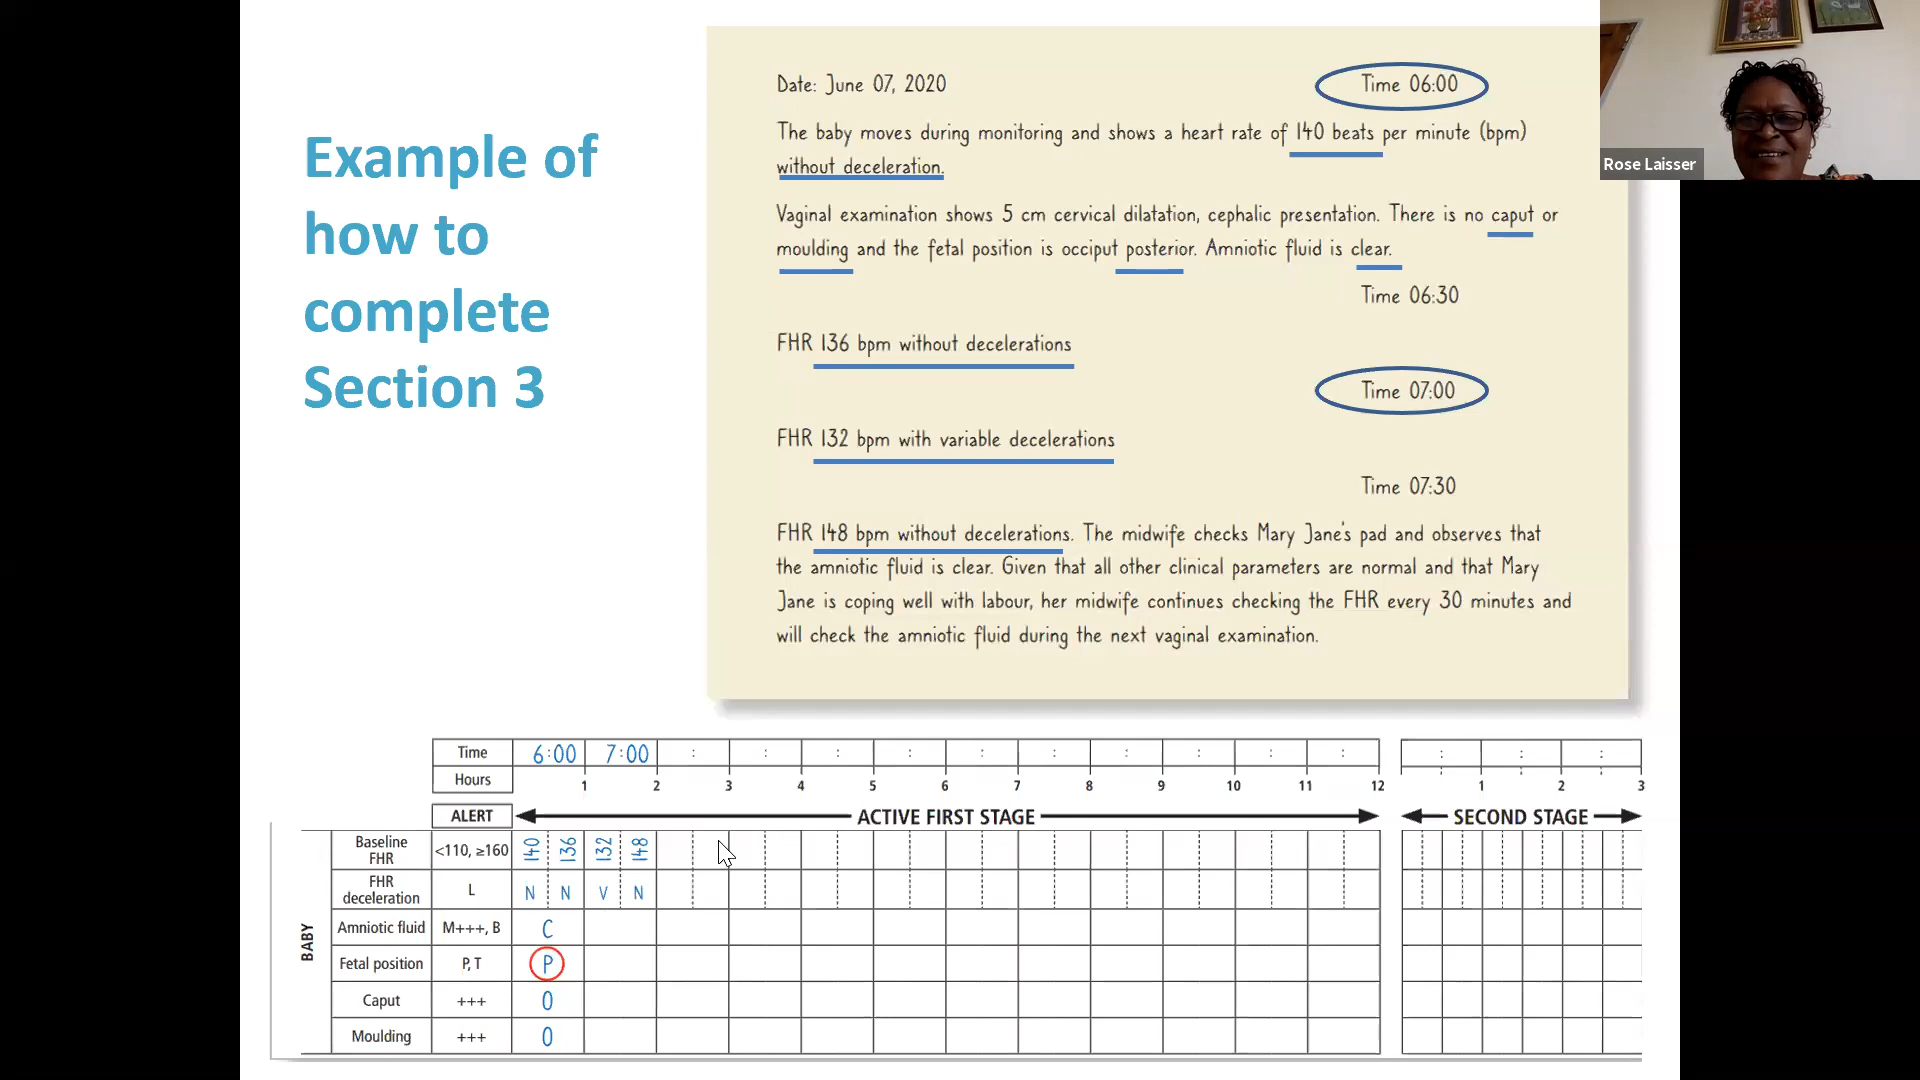 Example of
how to
complete
Section 3
Date: June 07, 2020 Time 06:00
The baby moves during monitoring and shows a heart rate of 140 beats per minute (bpm)
without deceleration.
Vaginal examination shows 5 cm cervical dilatation, cephalic presentation. There is no caput or
moulding and the fetal position is occiput posterior. Amniotic fluid is clear.
Time 06:30
FHR 136 bpm without decelerations
Time 07:00
FHR 132 bpm with variable decelerations
Time 07:30
FHR 148 bpm without decelerations. The midwife checks Mary Jane's pad and observes that
the amniotic fluid is clear. Given that all other clinical parameters are normal and that Mary
Jane is coping well with labour, her midwife continues checking the FHR every 30 minutes and
will check the amniotic fluid during the next vaginal examination.
Rose Laisser
Time 6:00 7:00 : : : : : : : : : : : : :
Hours 1 2 3 4 5 6 7 8 9 10 11 12 1 2 3
ALERT ACTIVE FIRST STAGE SECOND STAGE
BABY
Baseline
FHR <110, ≥160 140 136 132 148
FHR
deceleration L N N V N
Amniotic fluid M+++, B C
Fetal position P, T P
Caput +++ 0
Moulding +++ 0